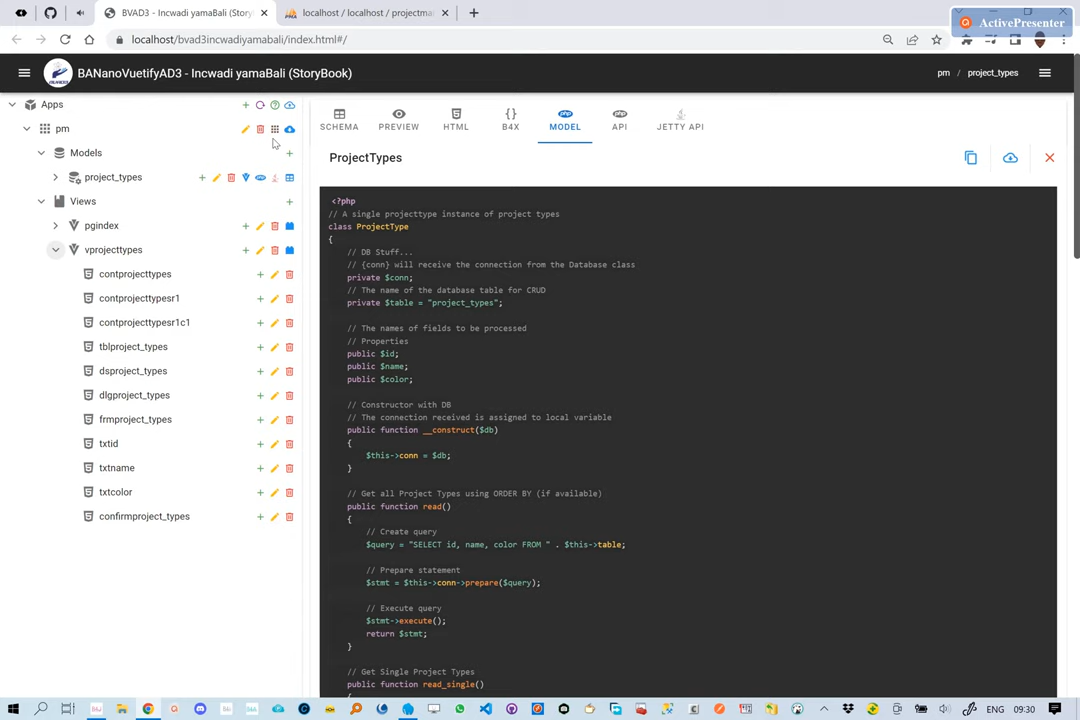 BVAD3 - Incwadi yamaBali (StoryB
localhost / localhost / projectma
ActivePresenter
localhost/bvad3incwadiyamabali/index.html#/
BANanoVuetifyAD3 - Incwadi yamaBali (StoryBook)
pm / project_types
Apps
pm
Models
project_types
Views
pgindex
vprojecttypes
contprojecttypes
contprojecttypesr1
contprojecttypesr1c1
tblproject_types
dsproject_types
dlgproject_types
frmproject_types
txtid
txtname
txtcolor
confirmproject_types
SCHEMA
PREVIEW
HTML
B4X
MODEL
API
JETTY API
ProjectTypes
<?php
// A single projecttype instance of project types
class ProjectType
{
// DB Stuff...
// {conn} will receive the connection from the Database class
private $conn;
// The name of the database table for CRUD
private $table = "project_types";
// The names of fields to be processed
// Properties
public $id;
public $name;
public $color;
// Constructor with DB
// The connection received is assigned to local variable
public function __construct($db)
{
$this->conn = $db;
}
// Get all Project Types using ORDER BY (if available)
public function read()
{
// Create query
$query = "SELECT id, name, color FROM " . $this->table;
// Prepare statement
$stmt = $this->conn->prepare($query);
// Execute query
$stmt->execute();
return $stmt;
}
// Get Single Project Types
public function read_single()
ENG
09:30